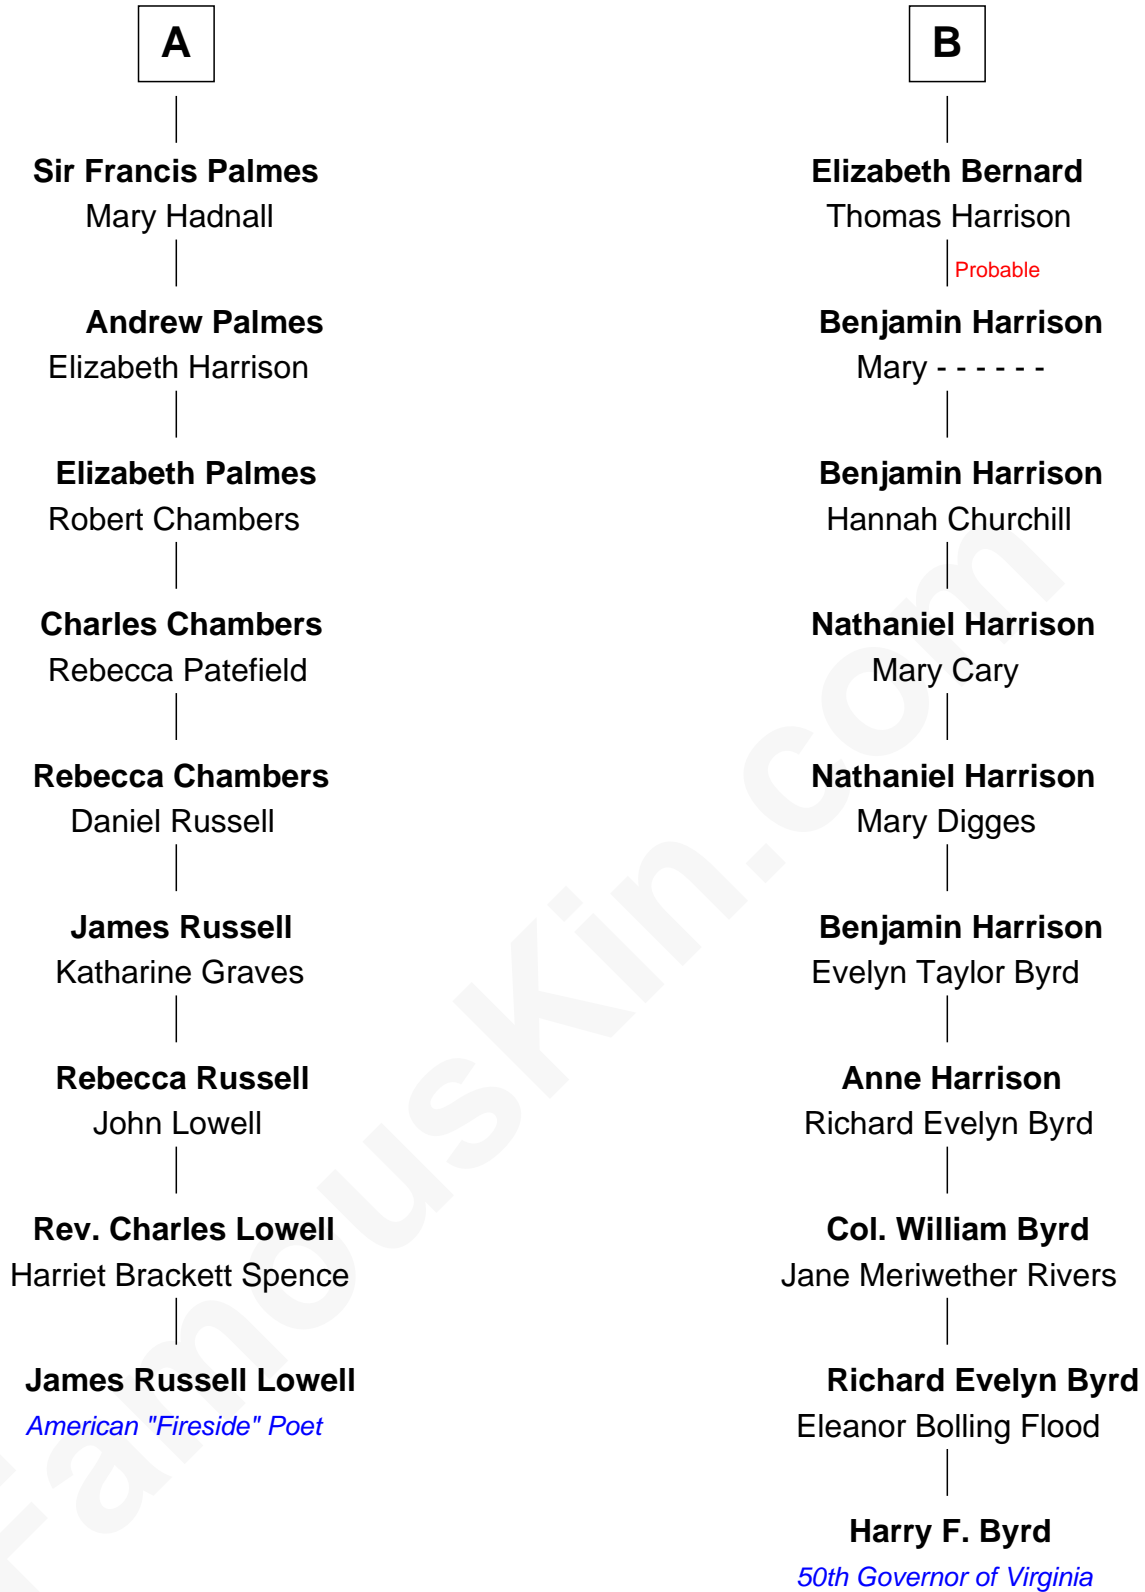 A
Sir Francis Palmes
Mary Hadnall
Andrew Palmes
Elizabeth Harrison
Elizabeth Palmes
Robert Chambers
Charles Chambers
Rebecca Patefield
Rebecca Chambers
Daniel Russell
James Russell
Katharine Graves
Rebecca Russell
John Lowell
Rev. Charles Lowell
Harriet Brackett Spence
James Russell Lowell
American "Fireside" Poet
B
Elizabeth Bernard
Thomas Harrison
Probable
Benjamin Harrison
Mary - - - - - -
Benjamin Harrison
Hannah Churchill
Nathaniel Harrison
Mary Cary
Nathaniel Harrison
Mary Digges
Benjamin Harrison
Evelyn Taylor Byrd
Anne Harrison
Richard Evelyn Byrd
Col. William Byrd
Jane Meriwether Rivers
Richard Evelyn Byrd
Eleanor Bolling Flood
Harry F. Byrd
50th Governor of Virginia
FamousKin.com